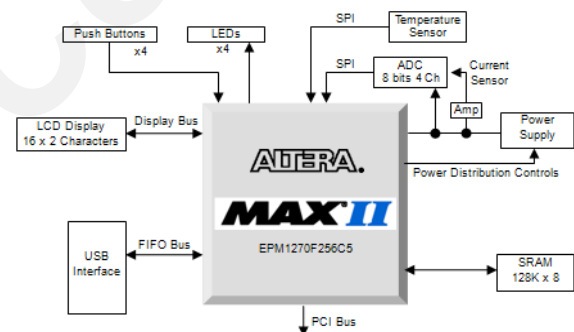 Push Buttons
x4
LEDs
x4
SPI
Temperature
Sensor
SPI
ADC
8 bits 4 Ch
Current
Sensor
Amp
LCD Display
16 x 2 Characters
Display Bus
Power
Supply
ALTERA.
Power Distribution Controls
MAX II
EPM1270F256C5
USB
Interface
FIFO Bus
SRAM
128K x 8
PCI Bus